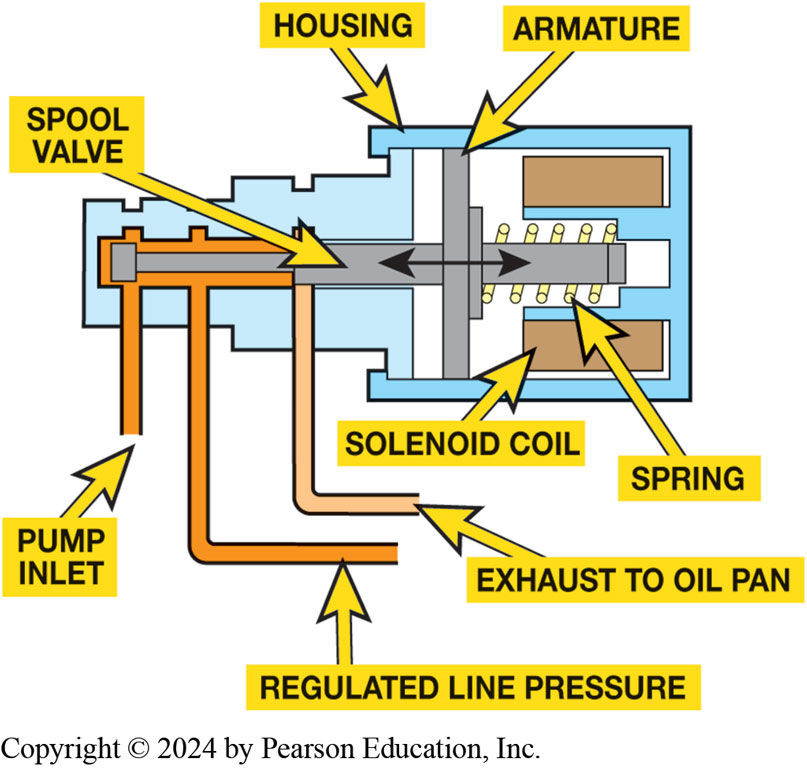 HOUSING
ARMATURE
SPOOL
VALVE
SOLENOID COIL
SPRING
PUMP
INLET
EXHAUST TO OIL PAN
REGULATED LINE PRESSURE
Copyright © 2024 by Pearson Education, Inc.